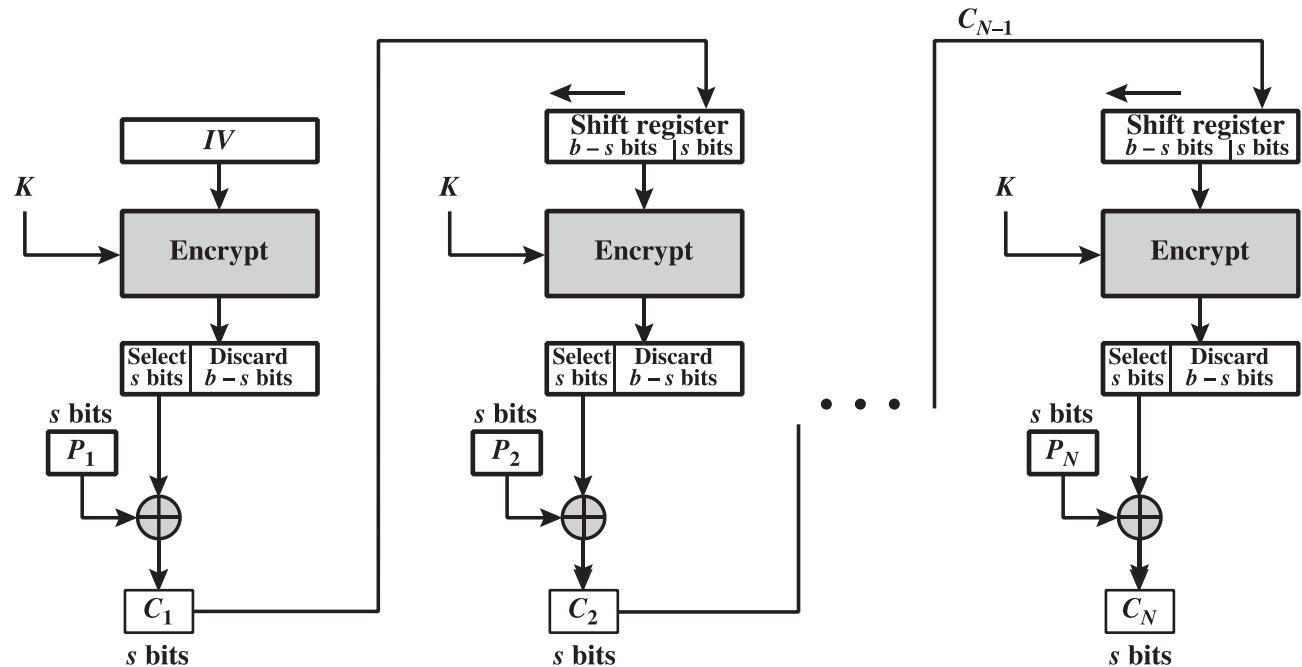 C_{N-1}
IV
K
Encrypt
Select
s bits
Discard
b – s bits
s bits
P_1
C_1
s bits
Shift register
b – s bits
s bits
K
Encrypt
Select
s bits
Discard
b – s bits
s bits
P_2
C_2
s bits
• • •
Shift register
b – s bits
s bits
K
Encrypt
Select
s bits
Discard
b – s bits
s bits
P_N
C_N
s bits